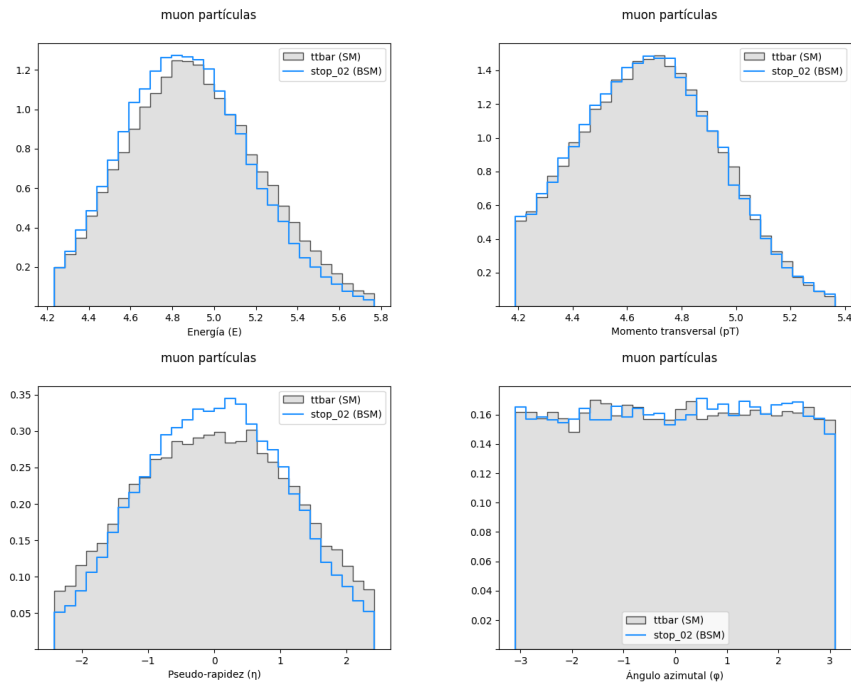 muon partículas
1.2
1.0
0.8
0.6
0.4
0.2
4.2 4.4 4.6 4.8 5.0 5.2 5.4 5.6 5.8
Energía (E)
ttbar (SM)
stop_02 (BSM)
muon partículas
1.4
1.2
1.0
0.8
0.6
0.4
0.2
4.2 4.4 4.6 4.8 5.0 5.2 5.4
Momento transversal (pT)
ttbar (SM)
stop_02 (BSM)
muon partículas
0.35
0.30
0.25
0.20
0.15
0.10
0.05
−2 −1 0 1 2
Pseudo-rapidez (η)
ttbar (SM)
stop_02 (BSM)
muon partículas
0.16
0.14
0.12
0.10
0.08
0.06
0.04
0.02
−3 −2 −1 0 1 2 3
Ángulo azimutal (φ)
ttbar (SM)
stop_02 (BSM)